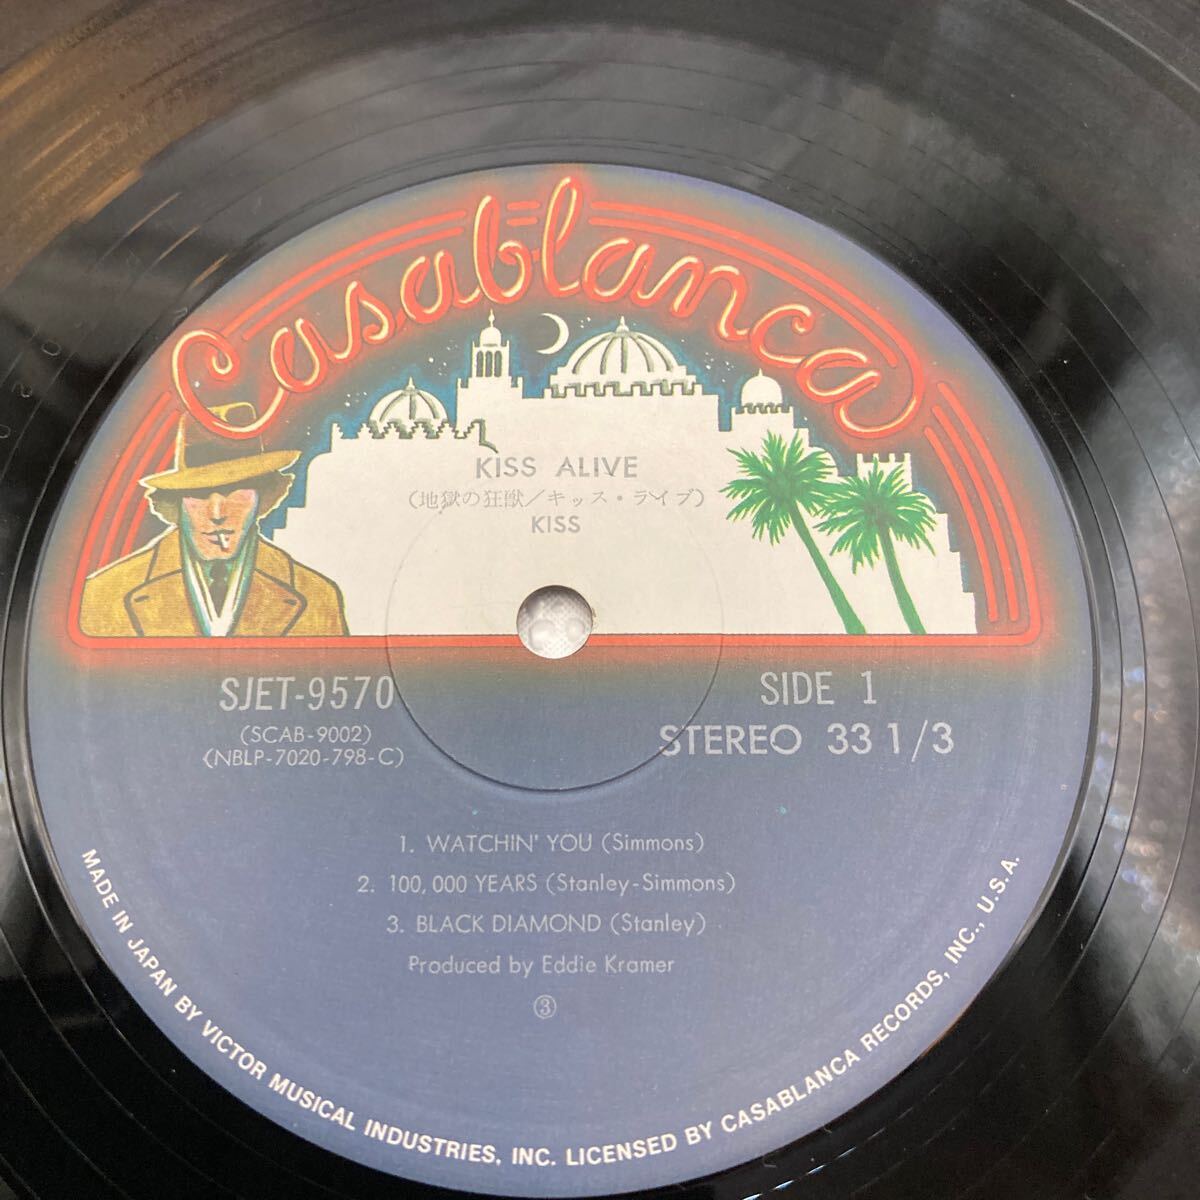 Casablanca
KISS ALIVE
(地獄の狂獣／キッス・ライブ)
KISS
SJET-9570
(SCAB-9002)
(NBLP-7020-798-C)
SIDE 1
STEREO 33 1/3
1. WATCHIN' YOU (Simmons)
2. 100,000 YEARS (Stanley-Simmons)
3. BLACK DIAMOND (Stanley)
Produced by Eddie Kramer
③
MADE IN JAPAN BY VICTOR MUSICAL INDUSTRIES, INC. LICENSED BY CASABLANCA RECORDS, INC., U.S.A.